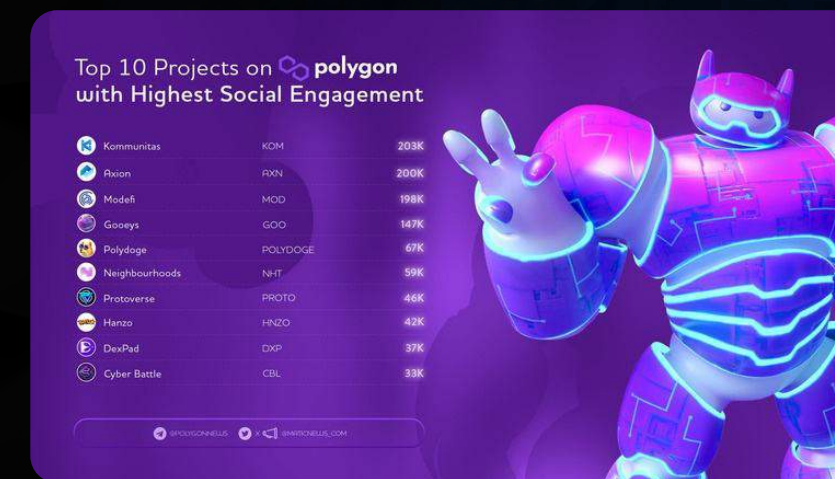 Top 10 Projects on polygon
with Highest Social Engagement
Kommunitas KOM 203K
Axion AXN 200K
Modefi MOD 198K
Gooeys GOO 147K
Polydoge POLYDOGE 67K
Neighbourhoods NHT 59K
Protoverse PROTO 46K
Hanzo HNZO 42K
DexPad DXP 37K
Cyber Battle CBL 33K
@POLYGONNEWS X @MATICNEWS_COM